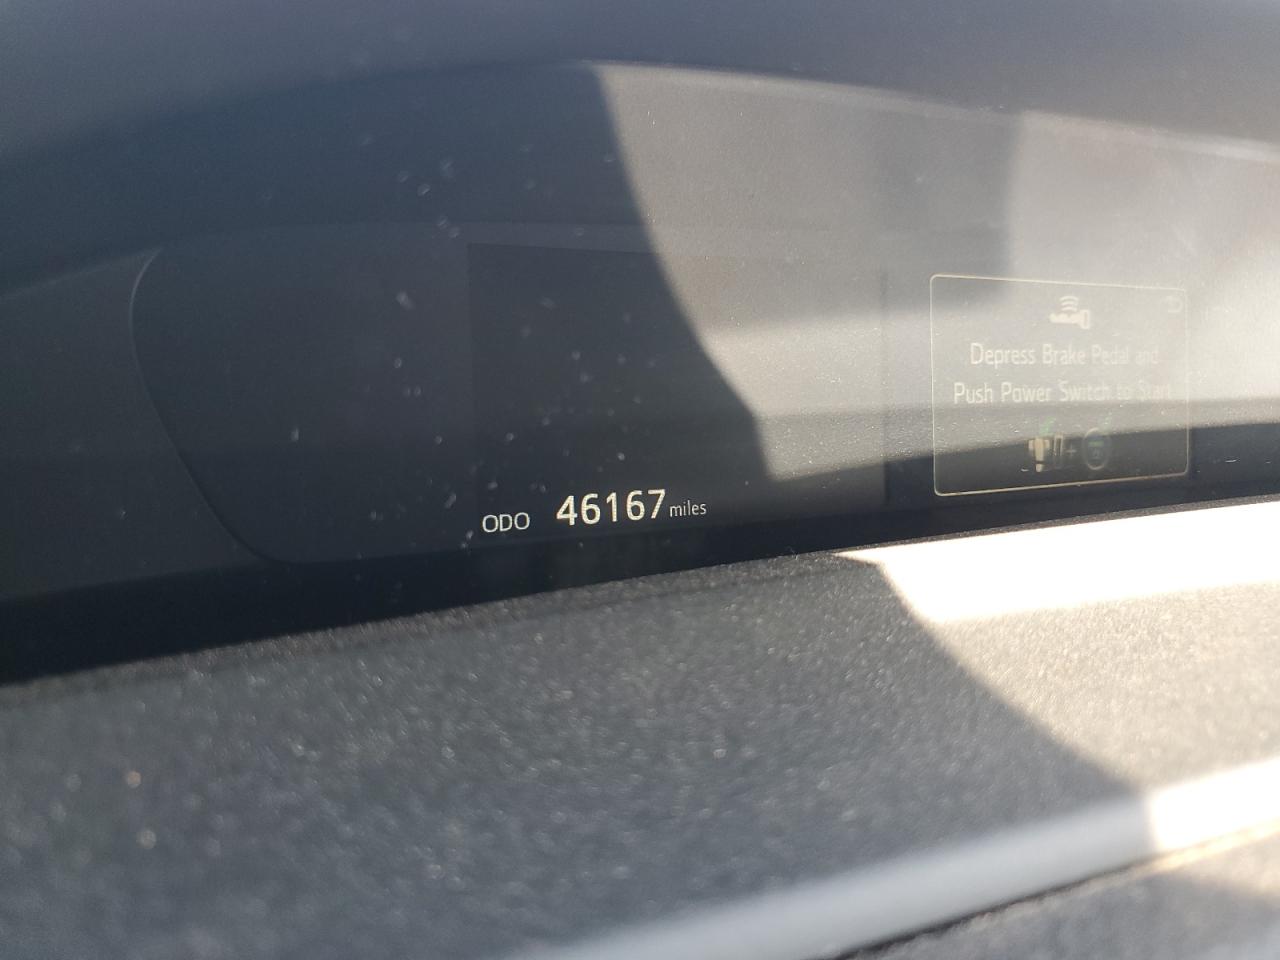 ODO 46167 miles
Depress Brake Pedal and
Push Power Switch to Start